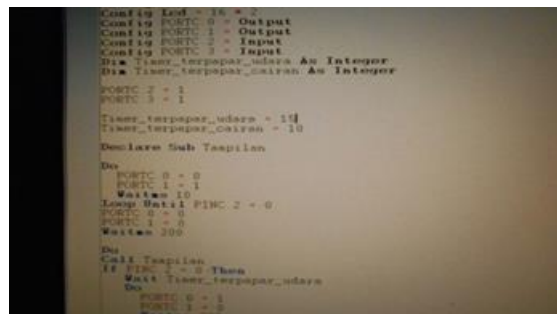 Config Lcd = 16 * 2
Config PORTC.0 = Output
Config PORTC.1 = Output
Config PORTC.2 = Input
Config PORTC.3 = Input
Dim Timer_terpapar_udara As Integer
Dim Timer_terpapar_cairan As Integer
PORTC.2 = 1
PORTC.3 = 1
Timer_terpapar_udara = 15
Timer_terpapar_cairan = 10
Declare Sub Taapilan
Do
PORTC.0 = 0
PORTC.1 = 1
Waitms 10
Loop Until PINC.2 = 0
PORTC.0 = 0
PORTC.1 = 0
Waitms 200
Do
Call Taapilan
If PINC.2 = 0 Then
Wait Timer_terpapar_udara
Do
PORTC.0 = 1
PORTC.1 = 0